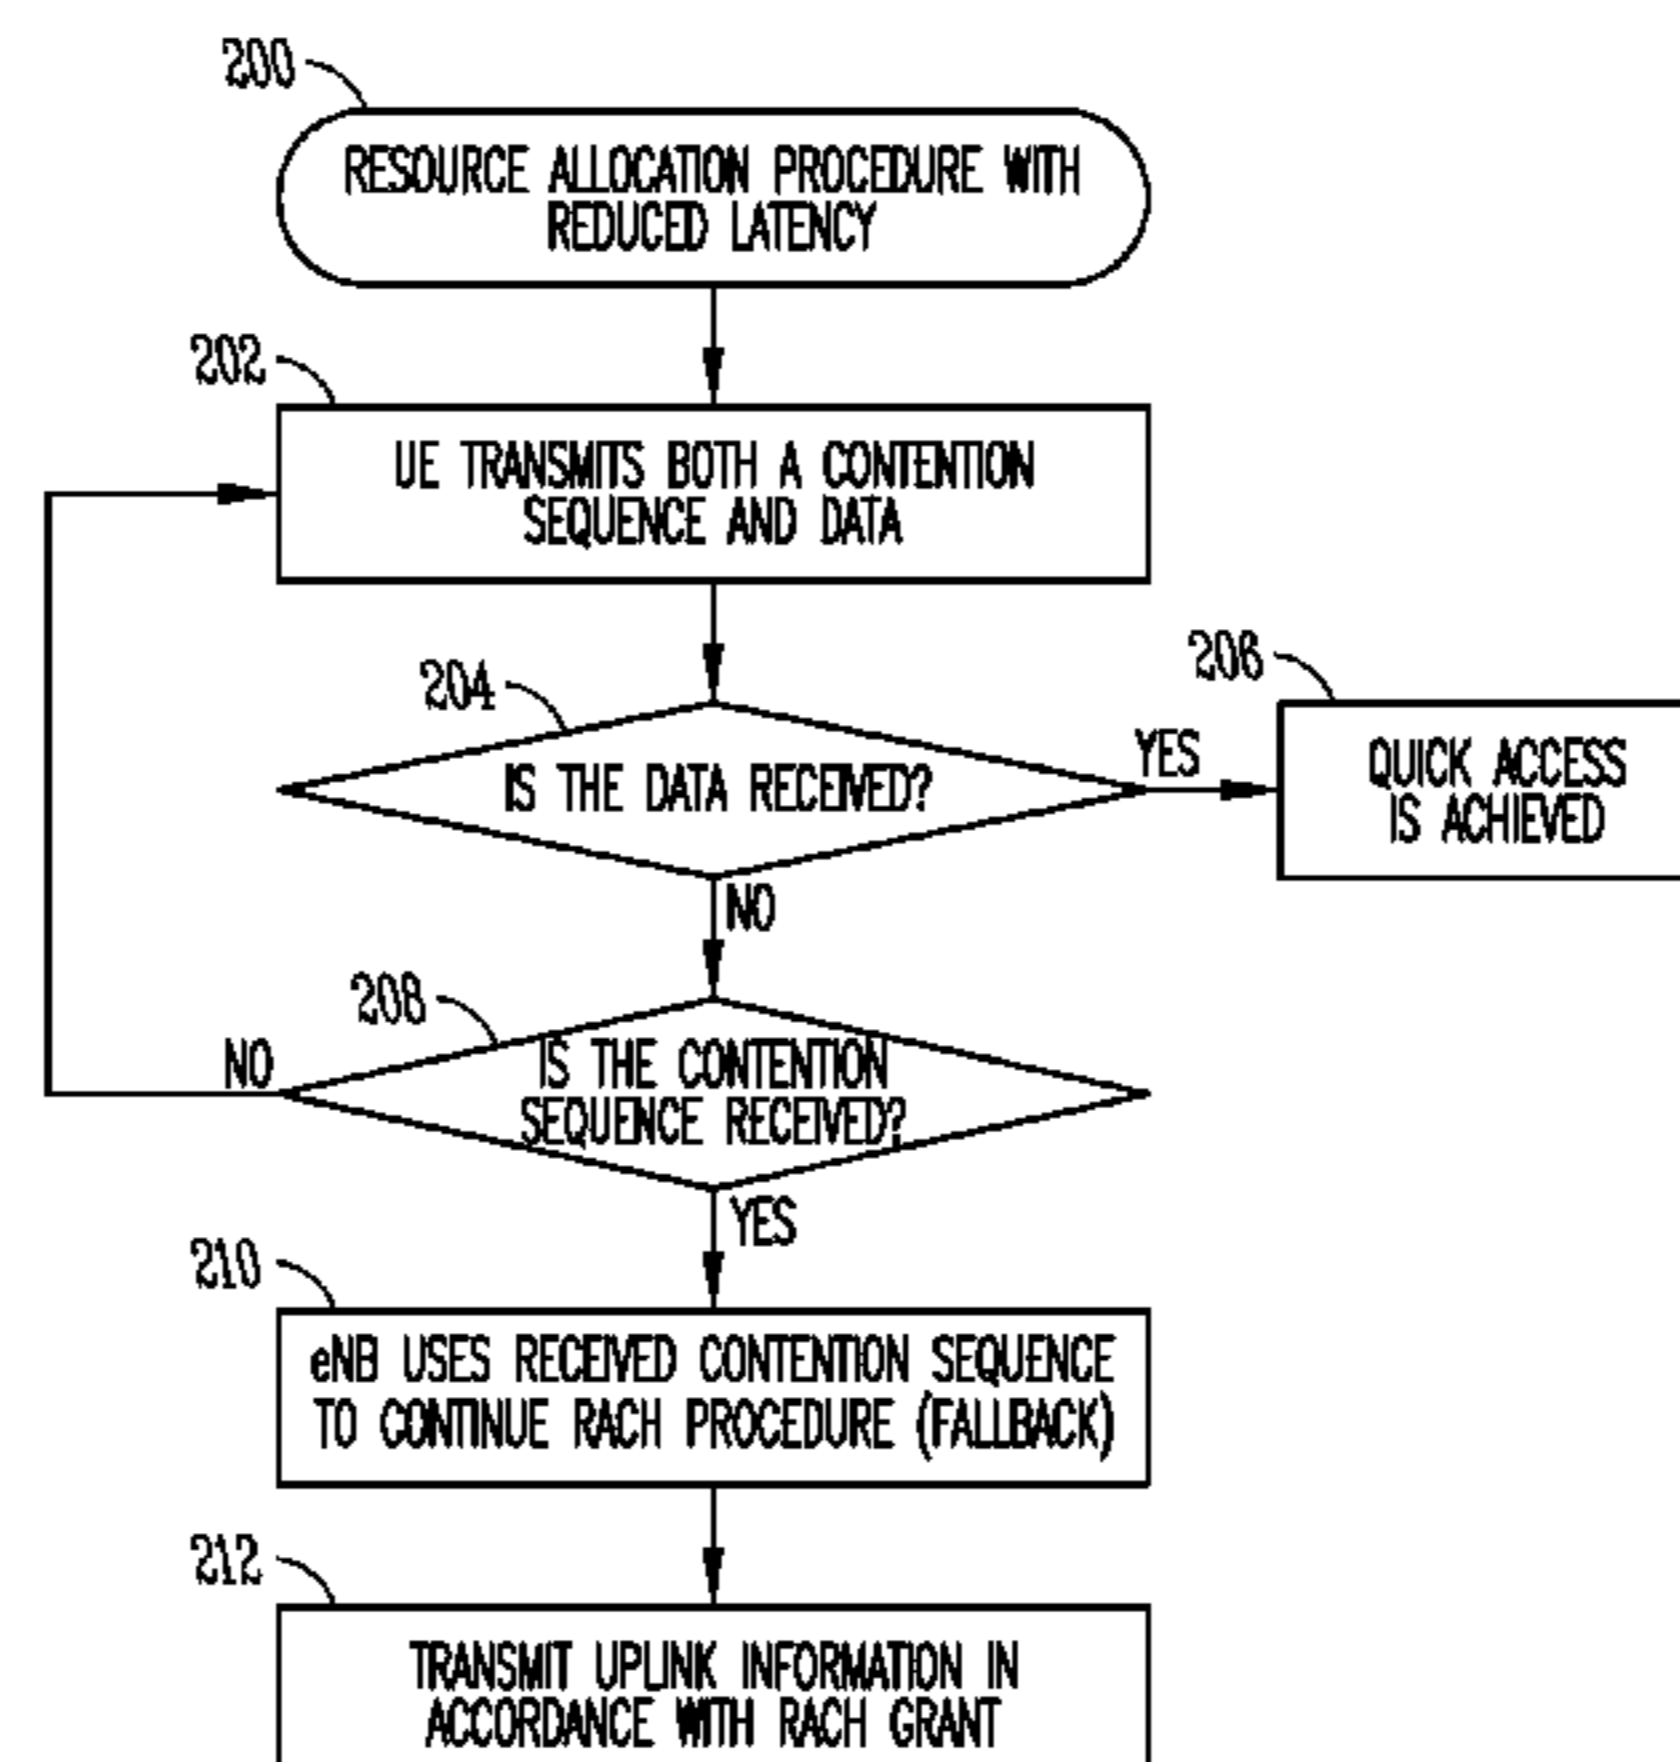 200
RESOURCE ALLOCATION PROCEDURE WITH
REDUCED LATENCY
202
UE TRANSMITS BOTH A CONTENTION
SEQUENCE AND DATA
204
IS THE DATA RECEIVED?
YES
206
QUICK ACCESS
IS ACHIEVED
NO
208
NO
IS THE CONTENTION
SEQUENCE RECEIVED?
YES
210
eNB USES RECEIVED CONTENTION SEQUENCE
TO CONTINUE RACH PROCEDURE (FALLBACK)
212
TRANSMIT UPLINK INFORMATION IN
ACCORDANCE WITH RACH GRANT